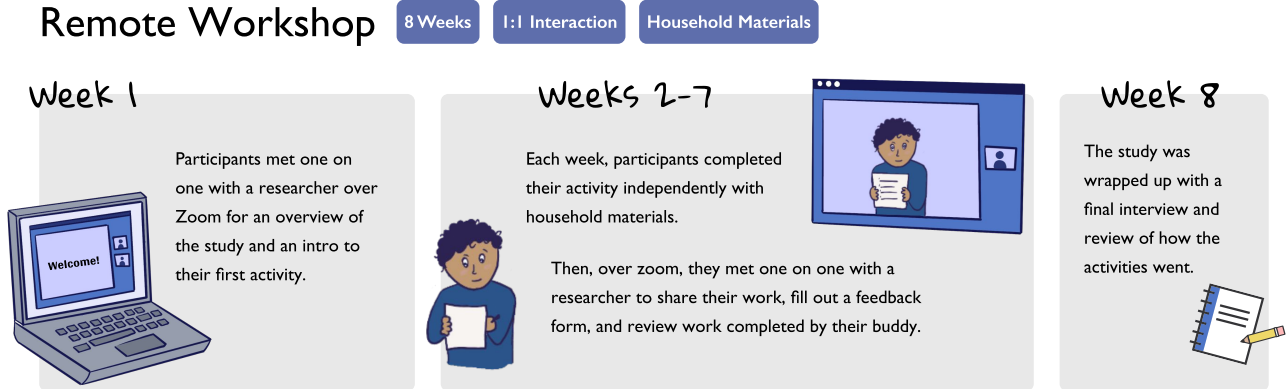 Remote Workshop
8 Weeks
1:1 Interaction
Household Materials
Week 1
Participants met one on
one with a researcher over
Zoom for an overview of
the study and an intro to
their first activity.
Welcome!
Weeks 2-7
Each week, participants completed
their activity independently with
household materials.
Then, over zoom, they met one on one with a
researcher to share their work, fill out a feedback
form, and review work completed by their buddy.
Week 8
The study was
wrapped up with a
final interview and
review of how the
activities went.